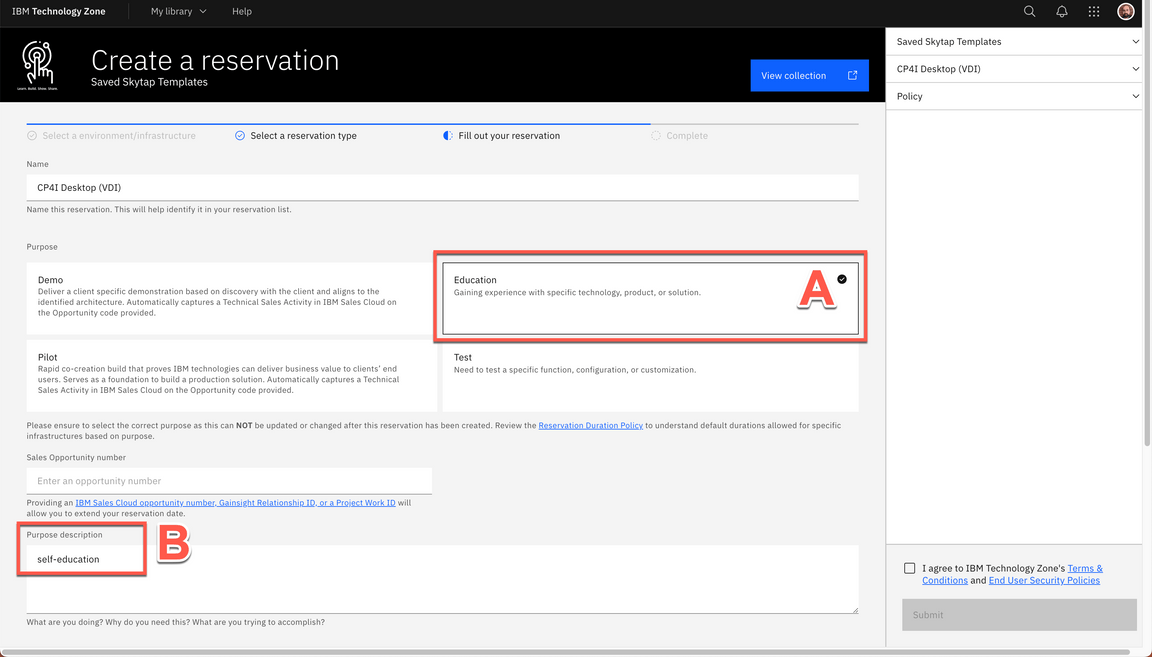 IBM Technology Zone
My library
Help
Learn. Build. Show. Share.
Create a reservation
Saved Skytap Templates
View collection
Saved Skytap Templates
CP4I Desktop (VDI)
Policy
Select a environment/infrastructure
Select a reservation type
Fill out your reservation
Complete
Name
CP4I Desktop (VDI)
Name this reservation. This will help identify it in your reservation list.
Purpose
Demo
Deliver a client specific demonstration based on discovery with the client and aligns to the
identified architecture. Automatically captures a Technical Sales Activity in IBM Sales Cloud on
the Opportunity code provided.
Education
Gaining experience with specific technology, product, or solution.
A
Pilot
Rapid co-creation build that proves IBM technologies can deliver business value to clients' end
users. Serves as a foundation to build a production solution. Automatically captures a Technical
Sales Activity in IBM Sales Cloud on the Opportunity code provided.
Test
Need to test a specific function, configuration, or customization.
Please ensure to select the correct purpose as this can NOT be updated or changed after this reservation has been created. Review the Reservation Duration Policy to understand default durations allowed for specific
infrastructures based on purpose.
Sales Opportunity number
Enter an opportunity number
Providing an IBM Sales Cloud opportunity number, Gainsight Relationship ID, or a Project Work ID will
allow you to extend your reservation date.
Purpose description
self-education
B
What are you doing? Why do you need this? What are you trying to accomplish?
I agree to IBM Technology Zone's Terms &
Conditions and End User Security Policies
Submit